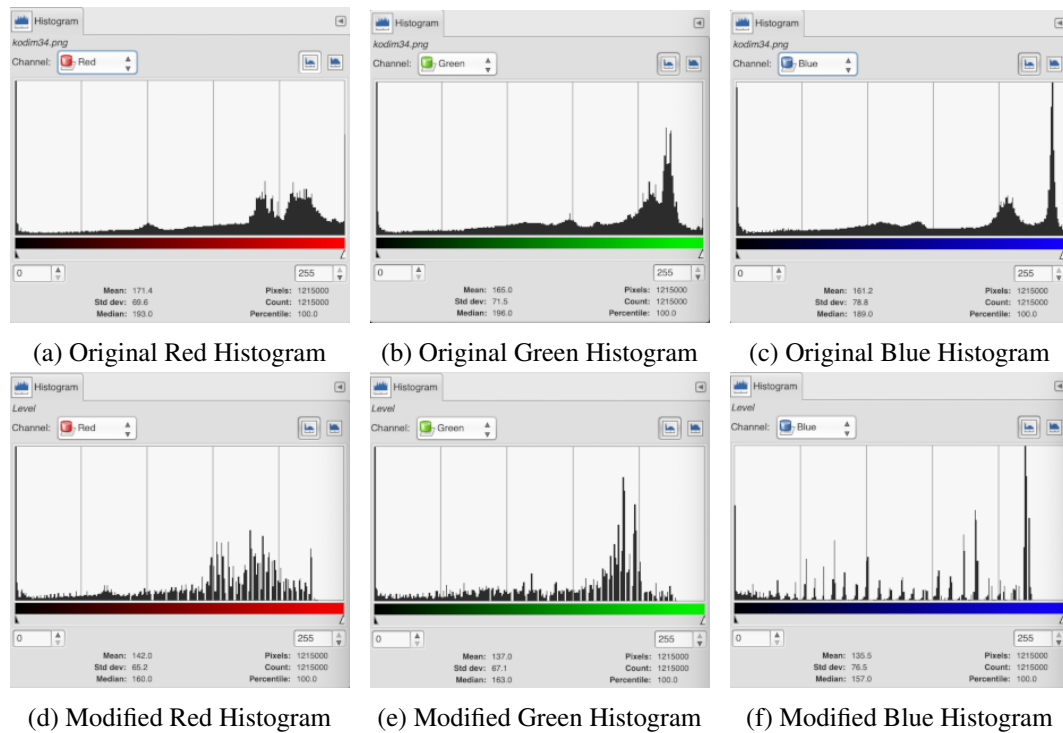 Histogram
kodim34.png
Channel: Red
0 255
Mean: 171.4 Pixels: 1215000
Std dev: 69.6 Count: 1215000
Median: 193.0 Percentile: 100.0
(a) Original Red Histogram
Histogram
kodim34.png
Channel: Green
0 255
Mean: 165.0 Pixels: 1215000
Std dev: 71.5 Count: 1215000
Median: 196.0 Percentile: 100.0
(b) Original Green Histogram
Histogram
kodim34.png
Channel: Blue
0 255
Mean: 161.2 Pixels: 1215000
Std dev: 78.8 Count: 1215000
Median: 189.0 Percentile: 100.0
(c) Original Blue Histogram
Histogram
Level
Channel: Red
0 255
Mean: 142.0 Pixels: 1215000
Std dev: 65.2 Count: 1215000
Median: 160.0 Percentile: 100.0
(d) Modified Red Histogram
Histogram
Level
Channel: Green
0 255
Mean: 137.0 Pixels: 1215000
Std dev: 67.1 Count: 1215000
Median: 163.0 Percentile: 100.0
(e) Modified Green Histogram
Histogram
Level
Channel: Blue
0 255
Mean: 135.5 Pixels: 1215000
Std dev: 76.5 Count: 1215000
Median: 157.0 Percentile: 100.0
(f) Modified Blue Histogram